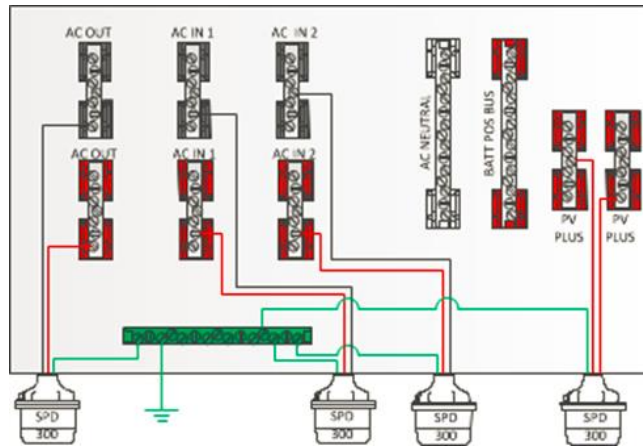 AC OUT
AC IN 1
AC IN 2
AC OUT
AC IN 1
AC IN 2
AC NEUTRAL
BATT POS BUS
PV
PLUS
PV
PLUS
SPD
300
SPD
300
SPD
300
SPD
300